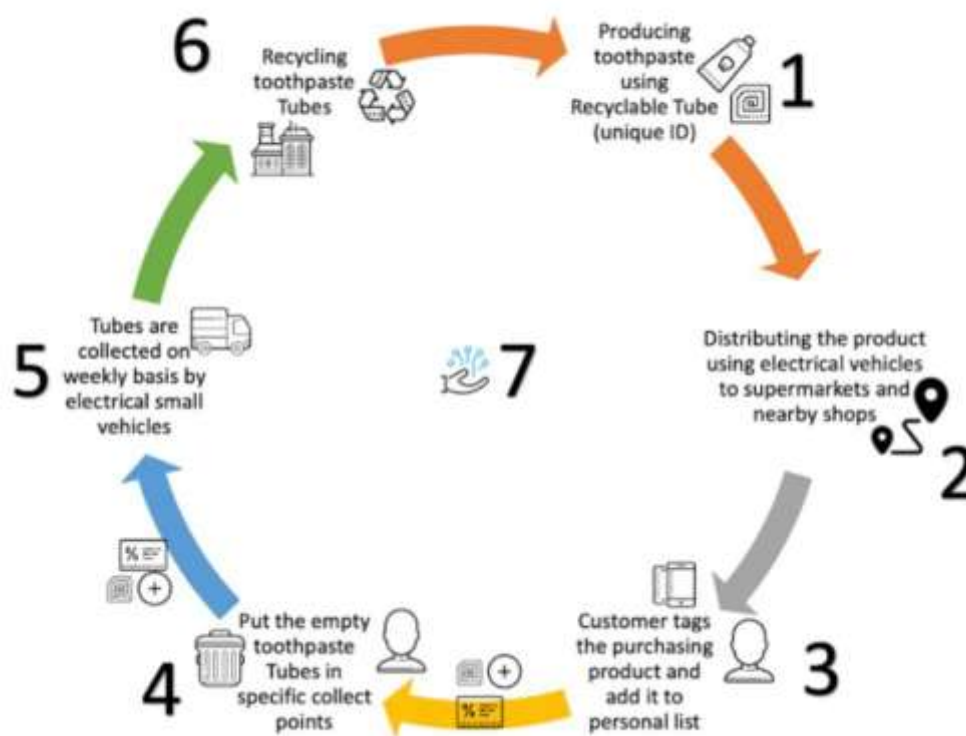 6
Recycling
toothpaste
Tubes
Producing
toothpaste
using
Recyclable Tube
(unique ID)
1
Distributing the product
using electrical vehicles
to supermarkets and
nearby shops
2
Customer tags
the purchasing
product and
add it to
personal list
3
%
Put the empty
toothpaste
Tubes in
specific collect
points
4
%
Tubes are
collected on
weekly basis by
electrical small
vehicles
5
7